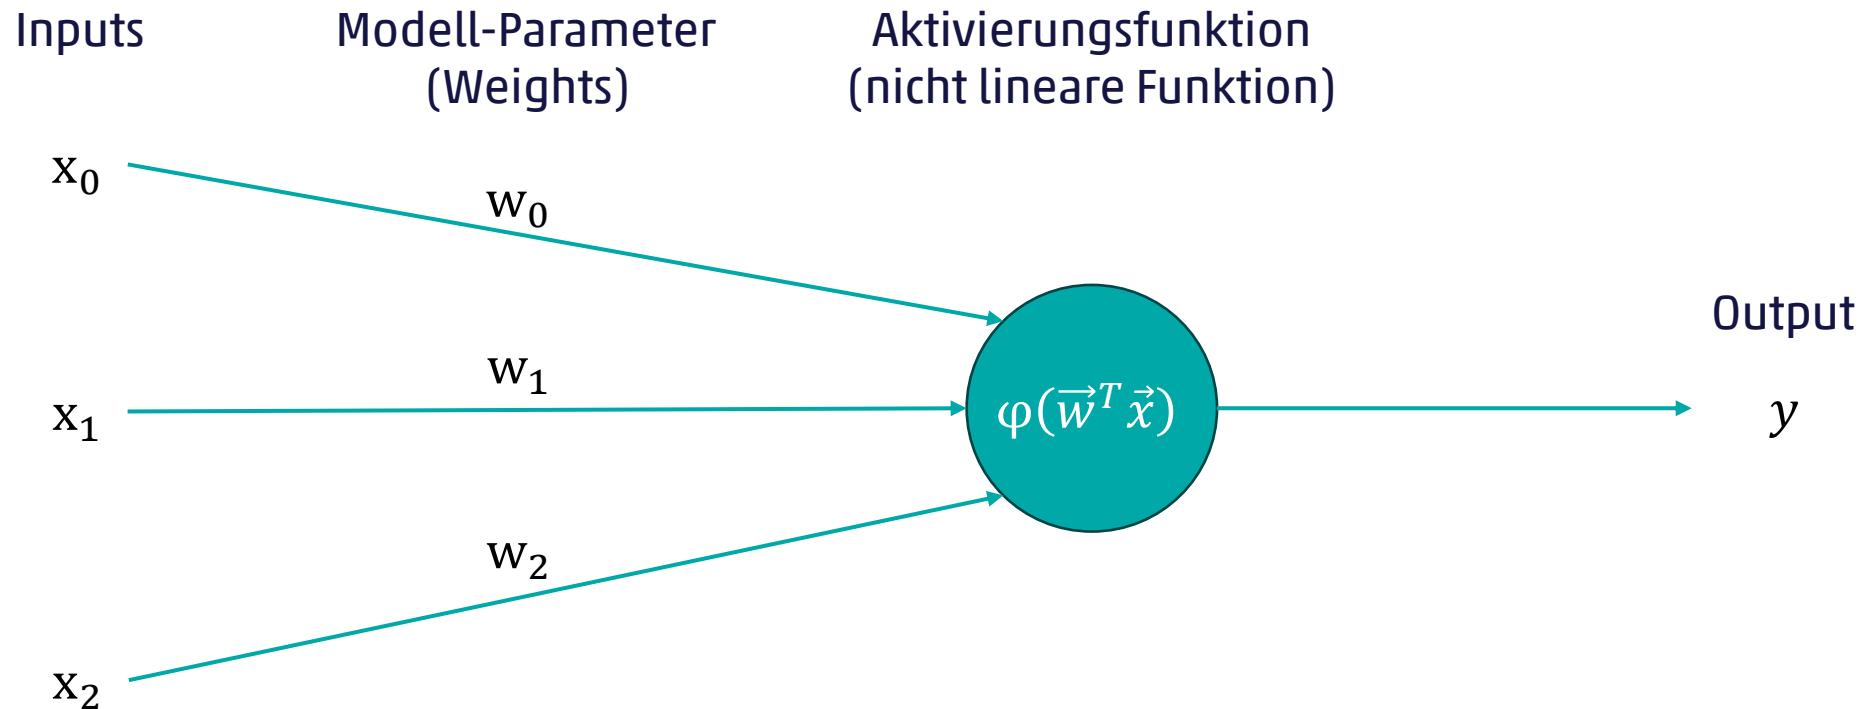 Inputs
Modell-Parameter
(Weights)
Aktivierungsfunktion
(nicht lineare Funktion)
x₀
w₀
Output
w₁
x₁
φ(w⃗ᵀx⃗)
y
w₂
x₂